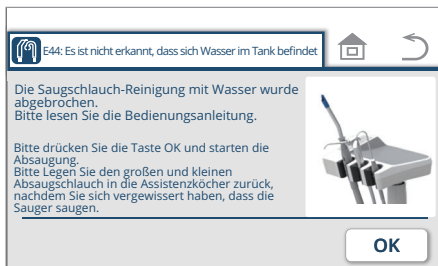 E44: Es ist nicht erkannt, dass sich Wasser im Tank befindet
Die Saugschlauch-Reinigung mit Wasser wurde
abgebrochen.
Bitte lesen Sie die Bedienungsanleitung.
Bitte drücken Sie die Taste OK und starten die
Absaugung.
Bitte Legen Sie den großen und kleinen
Absaugschlauch in die Assistenzköcher zurück,
nachdem Sie sich vergewissert haben, dass die
Sauger saugen.
OK